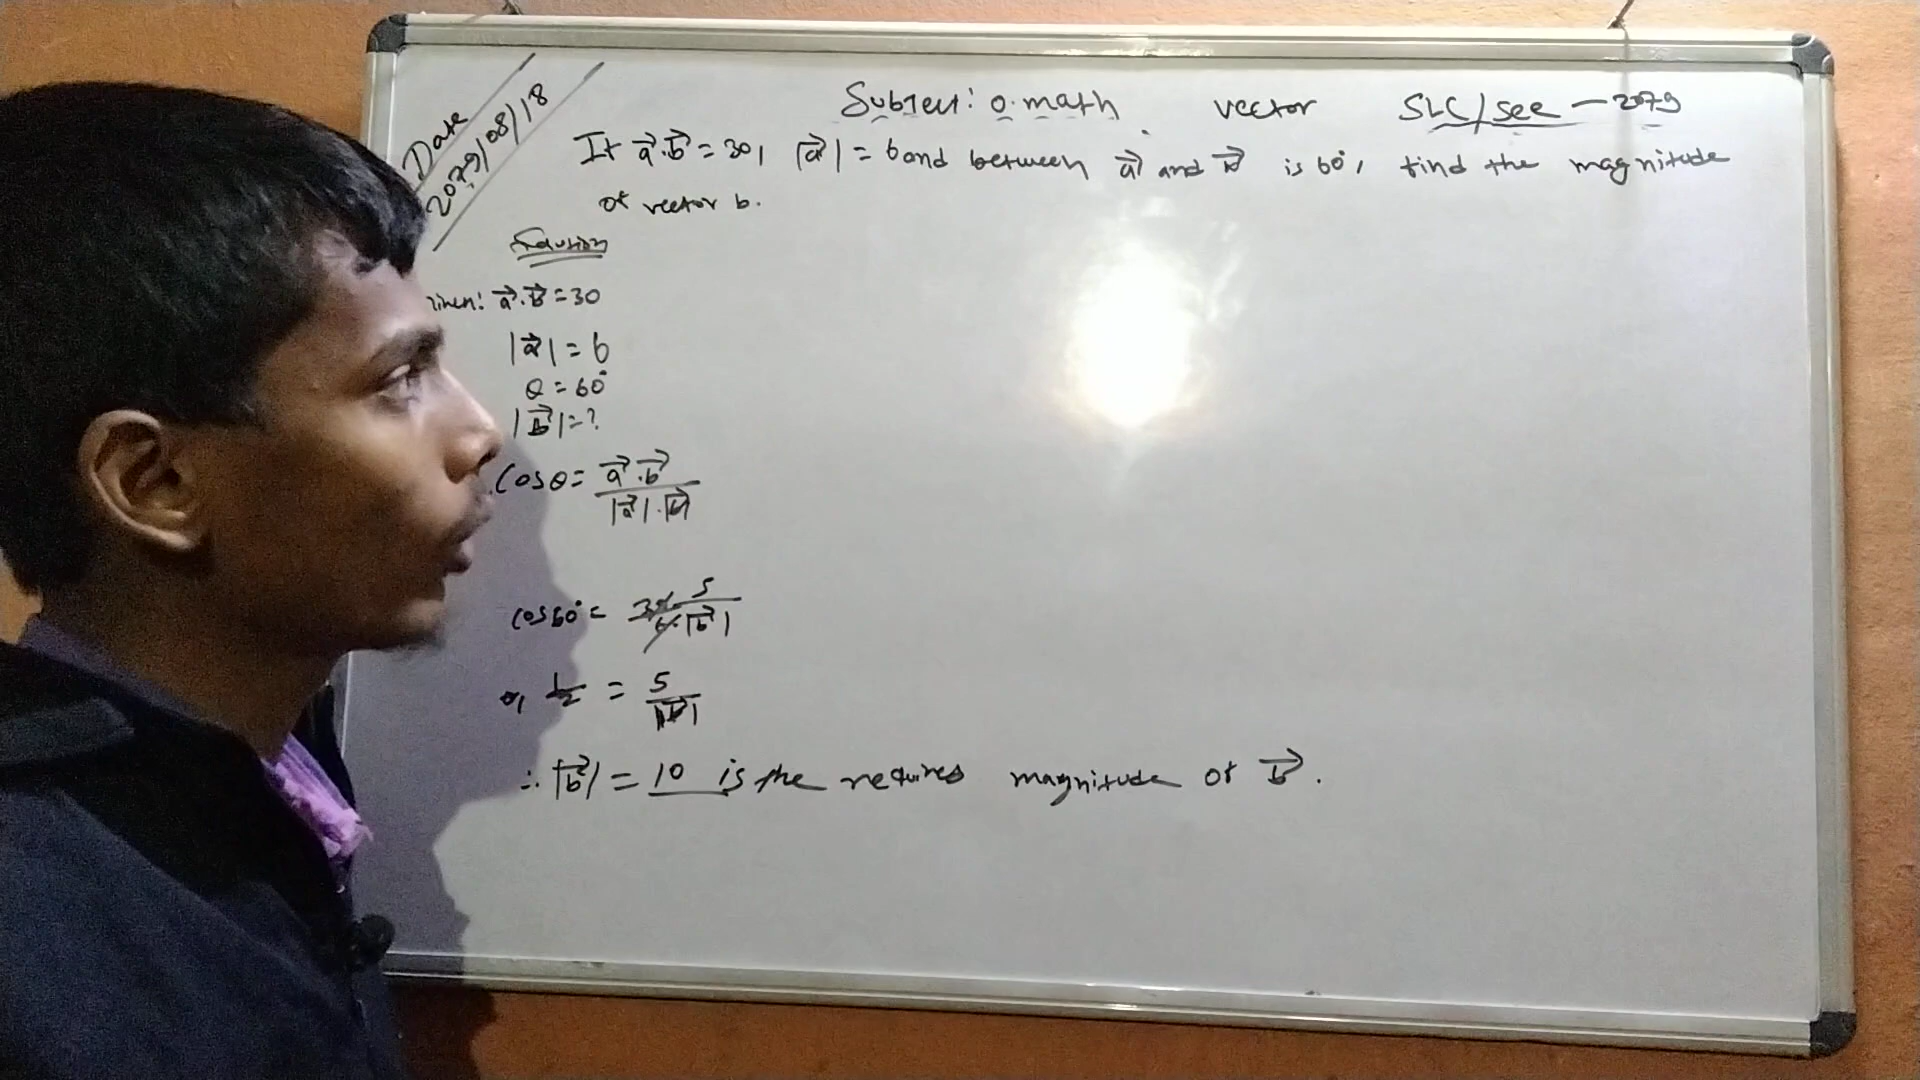 Date
2079/08/18
Subject: O.math vector SLC/see - 2079
If →a.→b = 30, |→a| = 6 and between →a and →b is 60°, find the magnitude
of vector b.
Solution
Given: →a.→b = 30
|→a| = 6
θ = 60°
|→b| = ?
Cosθ = →a.→b / |→a|.|→b|
cos60° = 30 5 / 6.|→b|
or, 1/2 = 5 / |→b|
∴ |→b| = 10 is the required magnitude of →b.